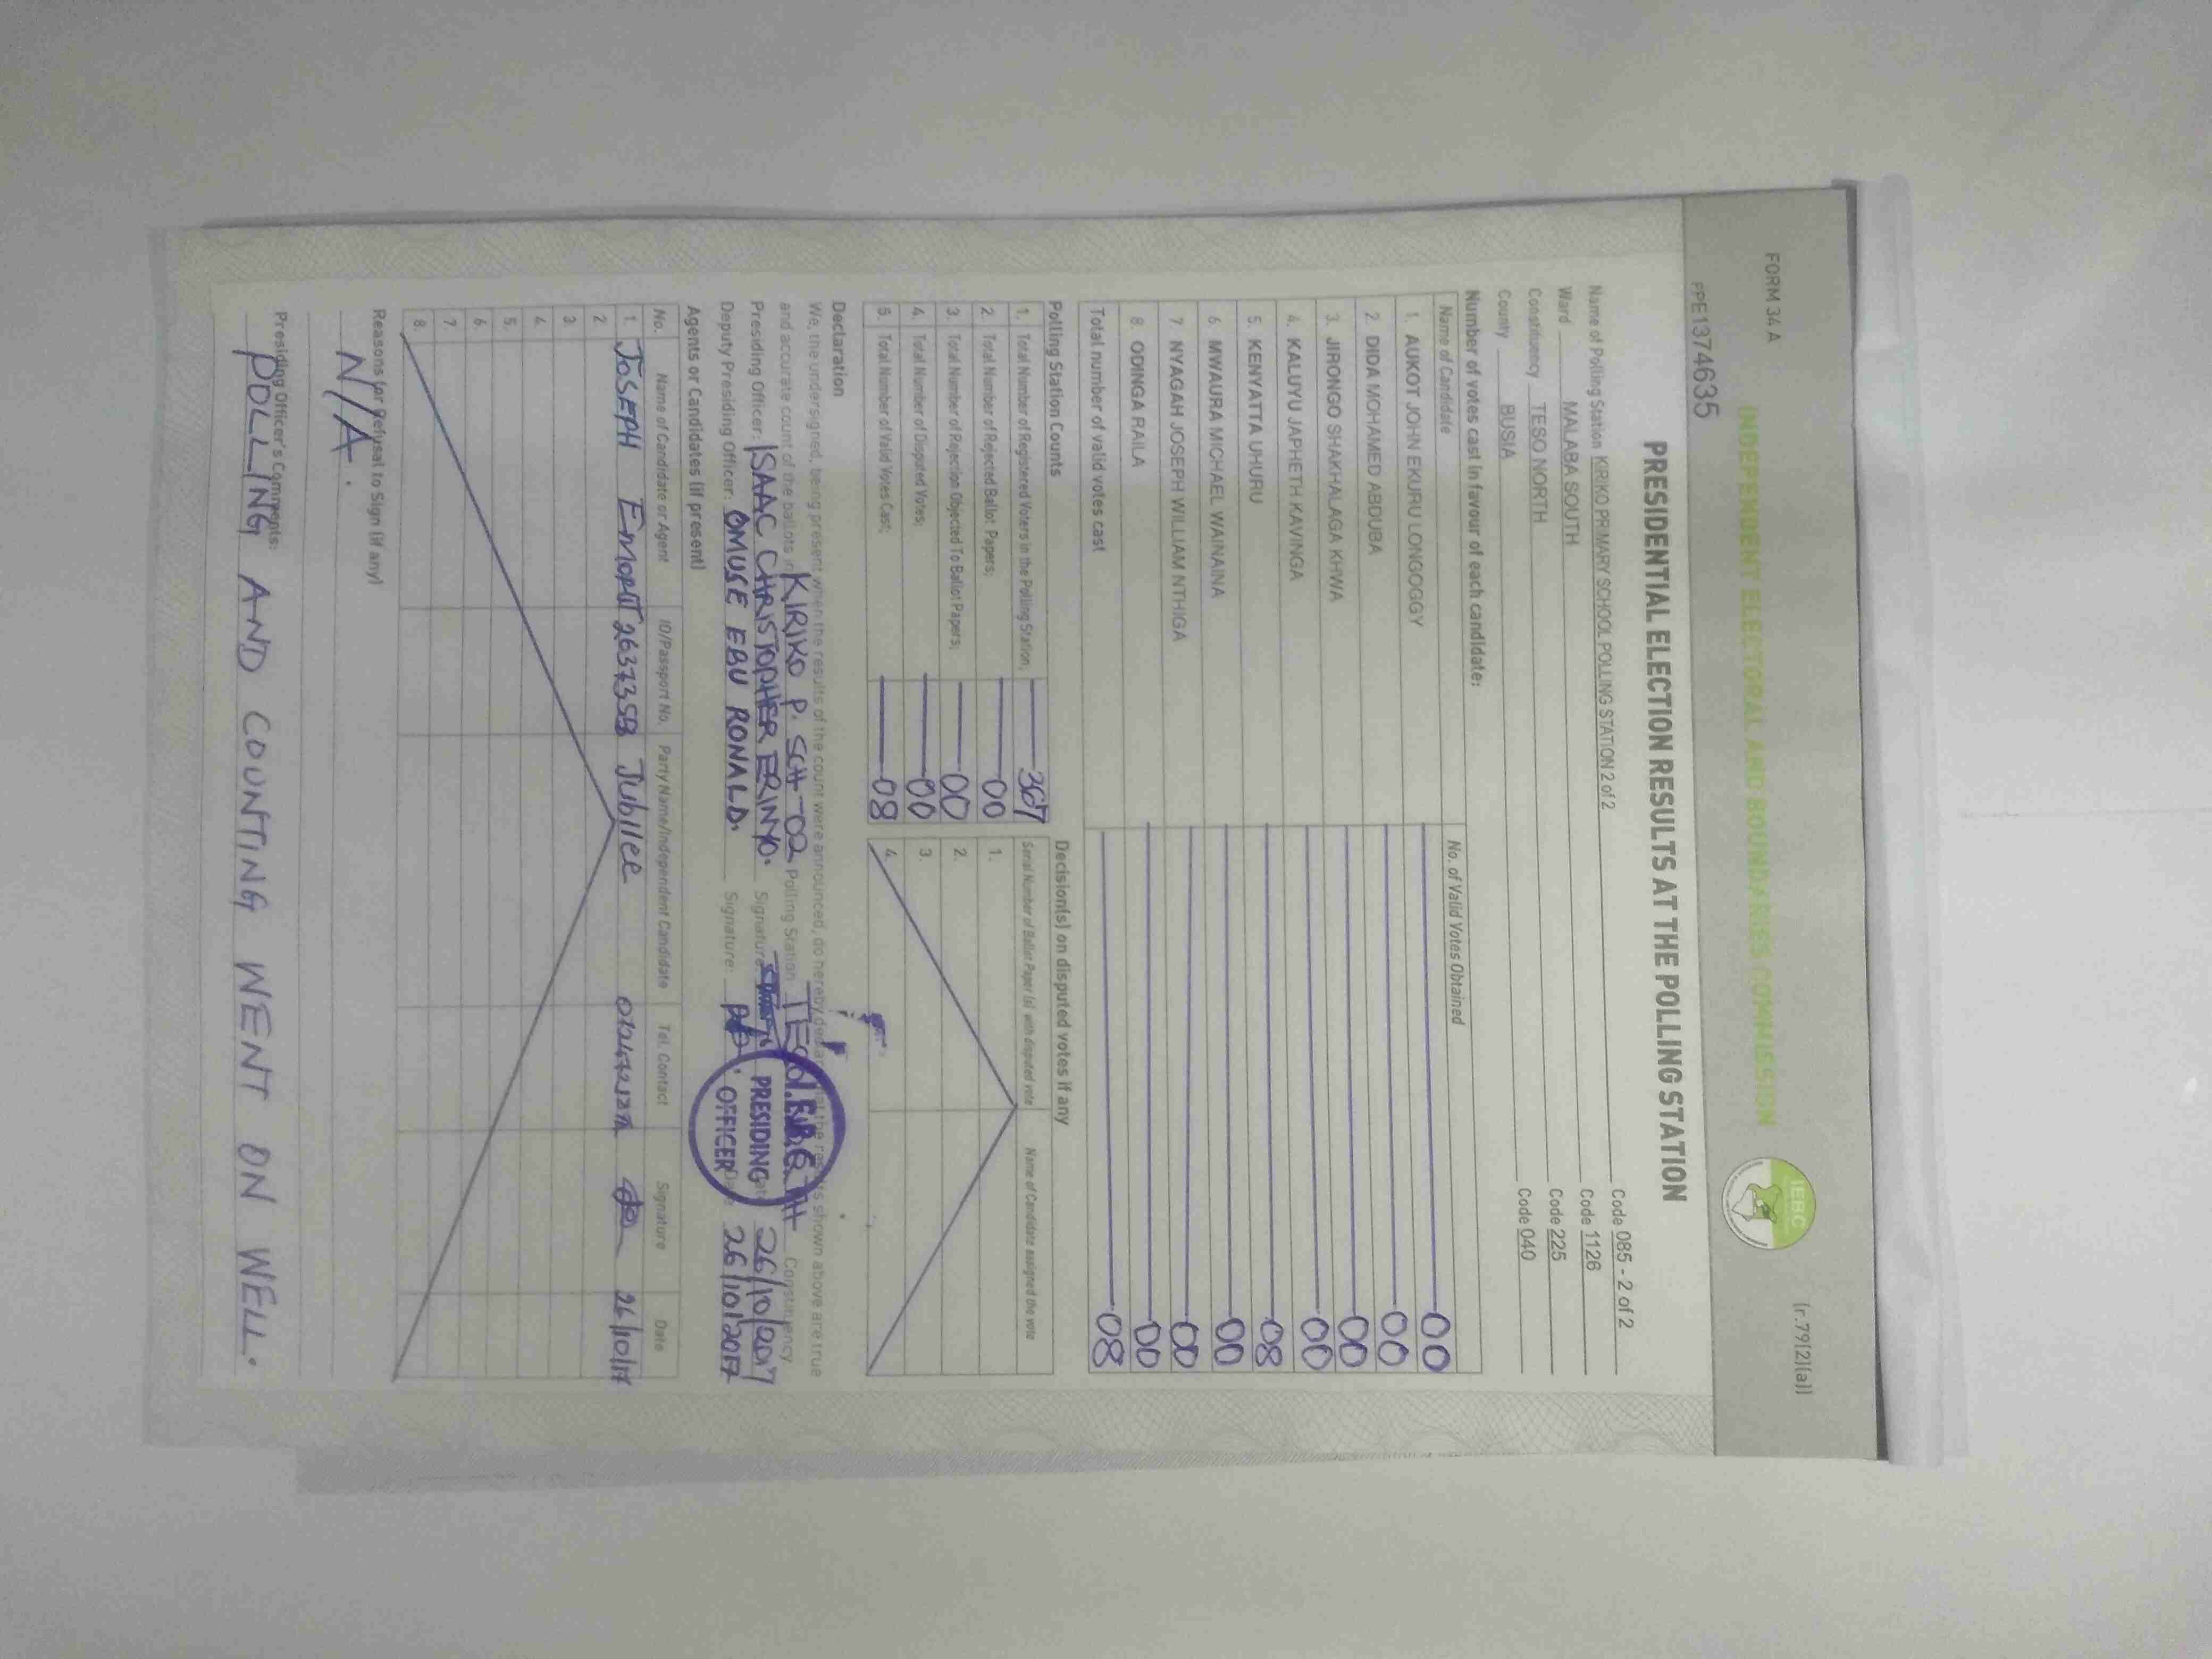 FORM 34 A
(r.79(2)(a))
INDEPENDENT ELECTORAL AND BOUNDARIES COMMISSION
IEBC
PPE1374635
PRESIDENTIAL ELECTION RESULTS AT THE POLLING STATION
Name of Polling Station KIRIKO PRIMARY SCHOOL POLLING STATION 2 of 2 Code 085 - 2 of 2
Ward MALABA SOUTH Code 1126
Constituency TESO NORTH Code 225
County BUSIA Code 040
Number of votes cast in favour of each candidate:
Name of Candidate No. of Valid Votes Obtained
1. AUKOT JOHN EKURU LONGOGGY 00
2. DIDA MOHAMED ABDUBA 00
3. JIRONGO SHAKHALAGA KHWA 00
4. KALUYU JAPHETH KAVINGA 00
5. KENYATTA UHURU 08
6. MWAURA MICHAEL WAINAINA 00
7 NYAGAH JOSEPH WILLIAM NTHIGA 00
8. ODINGA RAILA 00
Total number of valid votes cast 08
Polling Station Counts
1. Total Number of Registered Voters in the Polling Station; 367
2. Total Number of Rejected Ballot Papers; 00
3. Total Number of Rejection Objected To Ballot Papers; 00
4. Total Number of Disputed Votes; 00
5. Total Number of Valid Votes Cast; 08
Decision(s) on disputed votes if any
Serial Number of Ballot Paper (s) with disputed vote Name of Candidate assigned the vote
1.
2.
3.
4.
Declaration
We, the undersigned, being present when the results of the count were announced, do hereby declare that the results shown above are true
and accurate count of the ballots in KIRIKO P. SCH-02 Polling Station Constituency
Presiding Officer: ISAAC CHRISTOPHER ERINYO. Signature: 26/10/2017
Deputy Presiding Officer: OMUSE EBU RONALD. Signature: Date 26/10/2017
PRESIDING
OFFICER
Agents or Candidates (if present)
No. Name of Candidate or Agent ID/Passport No. Party Name/Independent Candidate Tel. Contact Signature Date
1. JOSEPH Jubilee 26/10/17
2
3
4
5.
6.
7
8.
Reasons for Refusal to Sign (if any)
N/A.
Presiding Officer's Comments:
POLLING AND COUNTING WENT ON WELL.